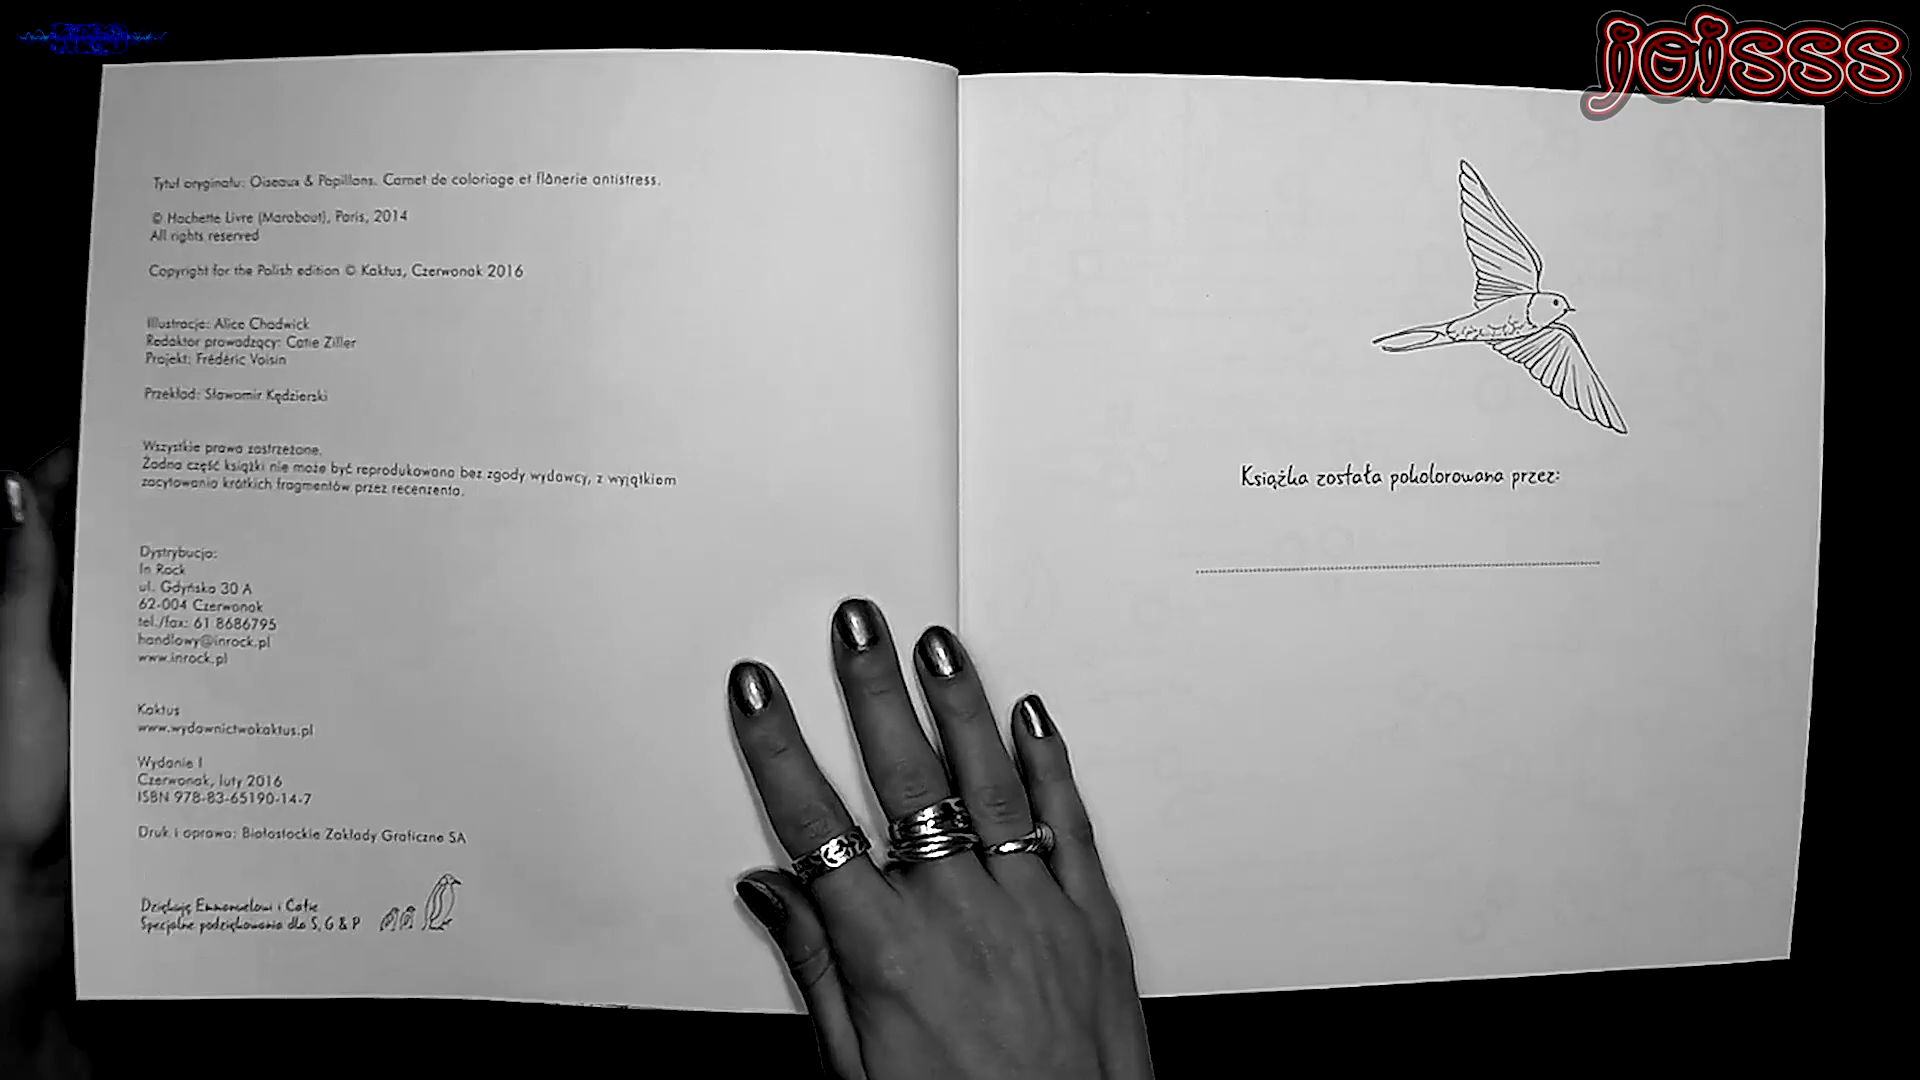 joisss
Tytuł oryginału: Oiseaux & Papillons. Carnet de coloriage et flânerie antistress.
© Hachette Livre (Marabout), Paris, 2014
All rights reserved
Copyright for the Polish edition © Kaktus, Czerwonak 2016
Illustracje: Alice Chadwick
Redaktor prowadzący: Catie Ziller
Projekt: Frédéric Voisin
Przekład: Sławomir Kędzierski
Wszystkie prawa zastrzeżone.
Żadna część książki nie może być reprodukowana bez zgody wydawcy, z wyjątkiem
zacytowania krótkich fragmentów przez recenzenta.
Dystrybucja:
In Rock
ul. Gdyńska 30 A
62-004 Czerwonak
tel./fax: 61 8686795
handlowy@inrock.pl
www.inrock.pl
Kaktus
www.wydawnictwokaktus.pl
Wydanie I
Czerwonak, luty 2016
ISBN 978-83-65190-14-7
Druk i oprawa: Białostockie Zakłady Graficzne SA
Dziękuję Emmanuelowi i Catie
Specjalne podziękowania dla S, G & P
Książka została pokolorowana przez: